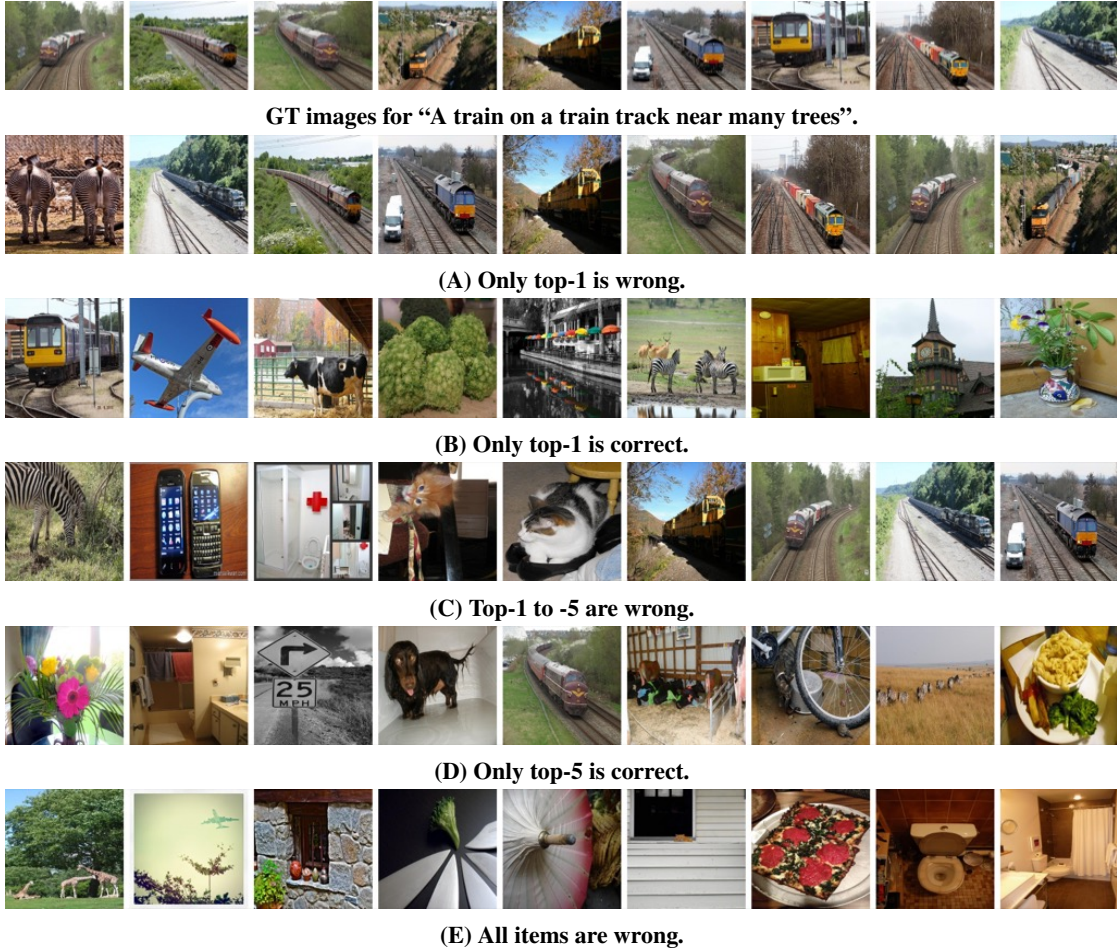 GT images for “A train on a train track near many trees”.
(A) Only top-1 is wrong.
(B) Only top-1 is correct.
(C) Top-1 to -5 are wrong.
25
MPH
(D) Only top-5 is correct.
(E) All items are wrong.